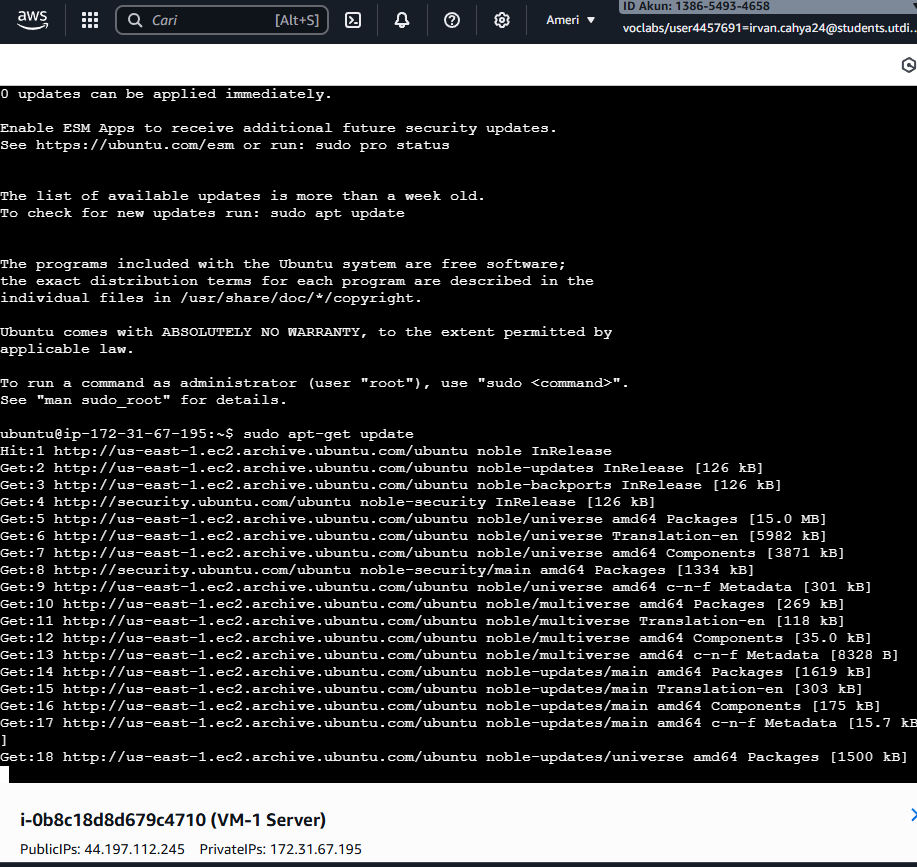 aws
Cari [Alt+S]
Ameri
ID Akun: 1386-5493-4658
voclabs/user4457691=irvan.cahya24@students.utdi...
0 updates can be applied immediately.
Enable ESM Apps to receive additional future security updates.
See https://ubuntu.com/esm or run: sudo pro status
The list of available updates is more than a week old.
To check for new updates run: sudo apt update
The programs included with the Ubuntu system are free software;
the exact distribution terms for each program are described in the
individual files in /usr/share/doc/*/copyright.
Ubuntu comes with ABSOLUTELY NO WARRANTY, to the extent permitted by
applicable law.
To run a command as administrator (user "root"), use "sudo <command>".
See "man sudo_root" for details.
ubuntu@ip-172-31-67-195:~$ sudo apt-get update
Hit:1 http://us-east-1.ec2.archive.ubuntu.com/ubuntu noble InRelease
Get:2 http://us-east-1.ec2.archive.ubuntu.com/ubuntu noble-updates InRelease [126 kB]
Get:3 http://us-east-1.ec2.archive.ubuntu.com/ubuntu noble-backports InRelease [126 kB]
Get:4 http://security.ubuntu.com/ubuntu noble-security InRelease [126 kB]
Get:5 http://us-east-1.ec2.archive.ubuntu.com/ubuntu noble/universe amd64 Packages [15.0 MB]
Get:6 http://us-east-1.ec2.archive.ubuntu.com/ubuntu noble/universe Translation-en [5982 kB]
Get:7 http://us-east-1.ec2.archive.ubuntu.com/ubuntu noble/universe amd64 Components [3871 kB]
Get:8 http://security.ubuntu.com/ubuntu noble-security/main amd64 Packages [1334 kB]
Get:9 http://us-east-1.ec2.archive.ubuntu.com/ubuntu noble/universe amd64 c-n-f Metadata [301 kB]
Get:10 http://us-east-1.ec2.archive.ubuntu.com/ubuntu noble/multiverse amd64 Packages [269 kB]
Get:11 http://us-east-1.ec2.archive.ubuntu.com/ubuntu noble/multiverse Translation-en [118 kB]
Get:12 http://us-east-1.ec2.archive.ubuntu.com/ubuntu noble/multiverse amd64 Components [35.0 kB]
Get:13 http://us-east-1.ec2.archive.ubuntu.com/ubuntu noble/multiverse amd64 c-n-f Metadata [8328 B]
Get:14 http://us-east-1.ec2.archive.ubuntu.com/ubuntu noble-updates/main amd64 Packages [1619 kB]
Get:15 http://us-east-1.ec2.archive.ubuntu.com/ubuntu noble-updates/main Translation-en [303 kB]
Get:16 http://us-east-1.ec2.archive.ubuntu.com/ubuntu noble-updates/main amd64 Components [175 kB]
Get:17 http://us-east-1.ec2.archive.ubuntu.com/ubuntu noble-updates/main amd64 c-n-f Metadata [15.7 kB
]
Get:18 http://us-east-1.ec2.archive.ubuntu.com/ubuntu noble-updates/universe amd64 Packages [1500 kB]
i-0b8c18d8d679c4710 (VM-1 Server)
PublicIPs: 44.197.112.245 PrivateIPs: 172.31.67.195